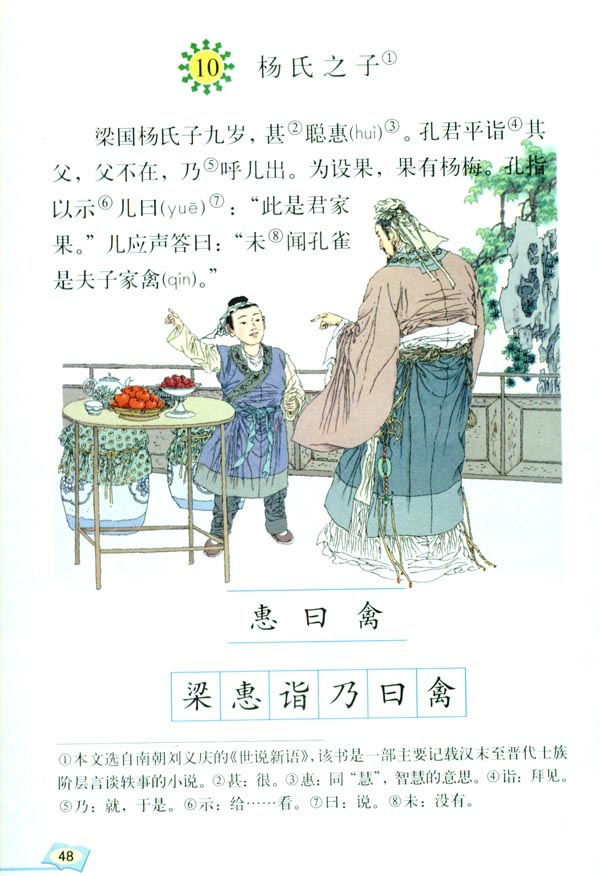 10 杨氏之子①
梁国杨氏子九岁，甚②聪惠(huì)③。孔君平诣④其
父，父不在，乃⑤呼儿出。为设果，果有杨梅。孔指
以示⑥儿曰(yuē)⑦：“此是君家
果。”儿应声答曰：“未⑧闻孔雀
是夫子家禽(qín)。”
惠 曰 禽
梁 惠 诣 乃 曰 禽
①本文选自南朝刘义庆的《世说新语》，该书是一部主要记载汉末至晋代士族
阶层言谈轶事的小说。②甚：很。③惠：同“慧”，智慧的意思。④诣：拜见。
⑤乃：就，于是。⑥示：给……看。⑦曰：说。⑧未：没有。
48